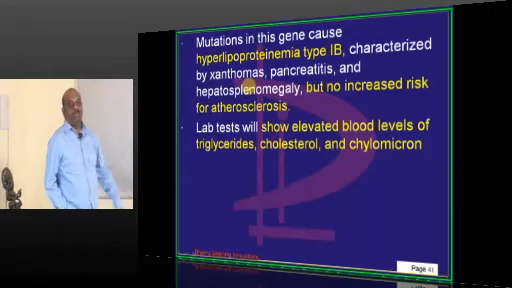 Mutations in this gene cause
hyperlipoproteinemia type IB, characterized
by xanthomas, pancreatitis, and
hepatosplenomegaly, but no increased risk
for atherosclerosis.
Lab tests will show elevated blood levels of
triglycerides, cholesterol, and chylomicron
Page 41